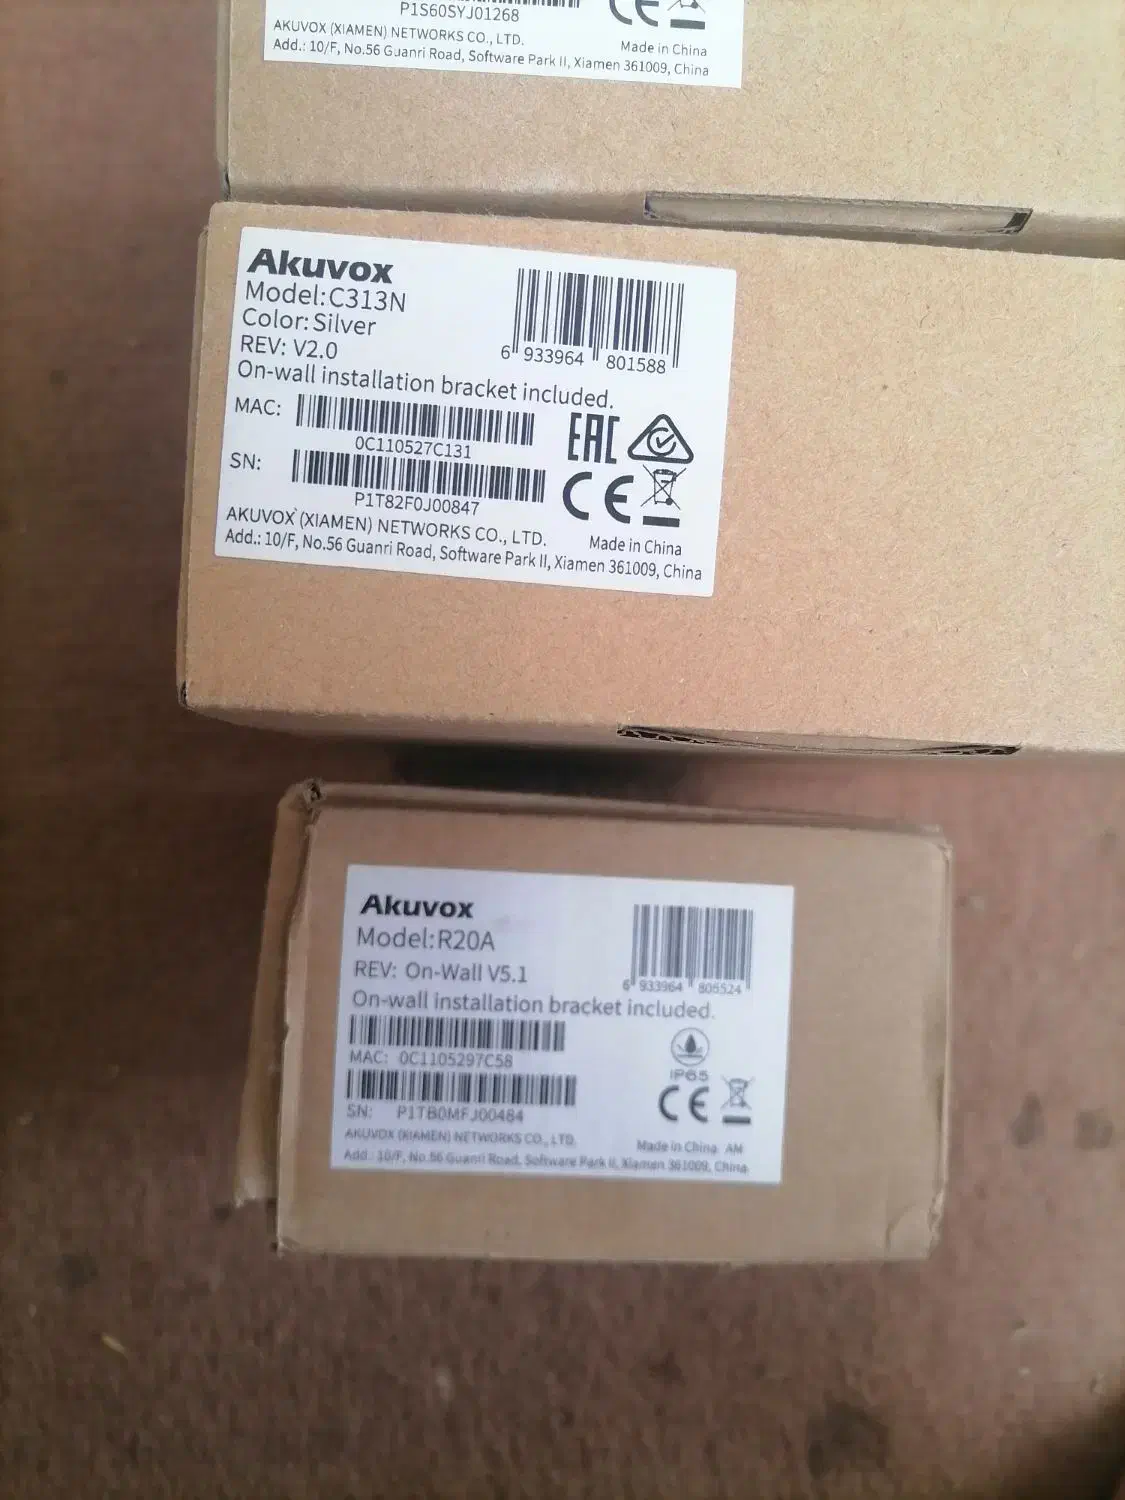 P1S60SYJ01268
AKUVOX (XIAMEN) NETWORKS CO., LTD.
Made in China
Add.: 10/F, No.56 Guanri Road, Software Park II, Xiamen 361009, China
Akuvox
Model:C313N
Color:Silver
REV: V2.0
6 933964 801588
On-wall installation bracket included.
MAC:
0C110527C131
EAC
SN:
P1T82F0J00847
CE
AKUVOX (XIAMEN) NETWORKS CO., LTD.
Made in China
Add.: 10/F, No.56 Guanri Road, Software Park II, Xiamen 361009, China
Akuvox
Model:R20A
REV: On-Wall V5.1
6 933964 805524
On-wall installation bracket included.
MAC: 0C1105297C58
IP65
SN: P1TB0MFJ00484
CE
AKUVOX (XIAMEN) NETWORKS CO., LTD.
Made in China AM
Add.: 10/F, No.56 Guanri Road, Software Park II, Xiamen 361009, China